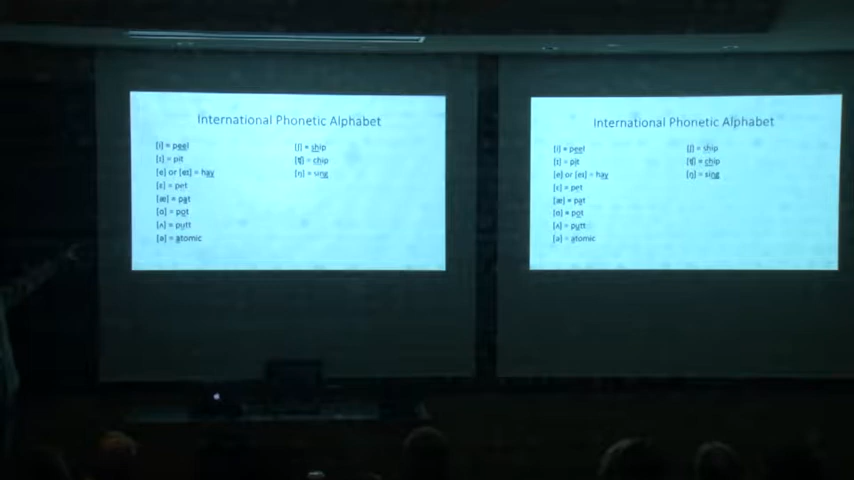 International Phonetic Alphabet
[i] = peel
[ɪ] = pit
[e] or [eɪ] = hay
[ɛ] = pet
[æ] = pat
[ɑ] = pot
[ʌ] = putt
[ə] = atomic
[ʃ] = ship
[ʧ] = chip
[ŋ] = sing
International Phonetic Alphabet
[i] = peel
[ɪ] = pit
[e] or [eɪ] = hay
[ɛ] = pet
[æ] = pat
[ɑ] = pot
[ʌ] = putt
[ə] = atomic
[ʃ] = ship
[ʧ] = chip
[ŋ] = sing